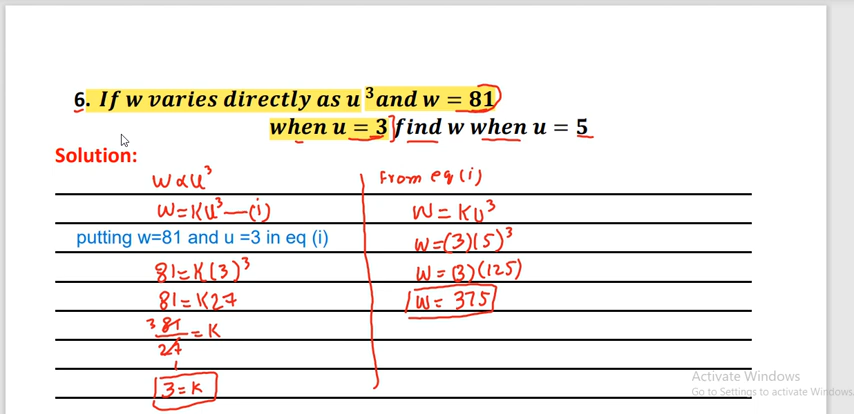 6. If w varies directly as u³ and w = 81
when u = 3 find w when u = 5
Solution:
W ∝ U³
W = KU³ — (i)
putting w=81 and u =3 in eq (i)
81 = K(3)³
81 = K27
³81/27 = K
1
3 = K
From eq (i)
W = KU³
W = (3)(5)³
W = (3)(125)
W = 375
Activate Windows
Go to Settings to activate Windows.